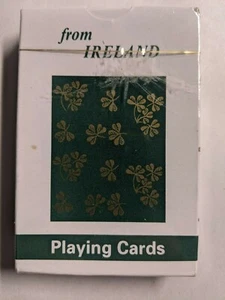 from
IRELAND
Playing Cards